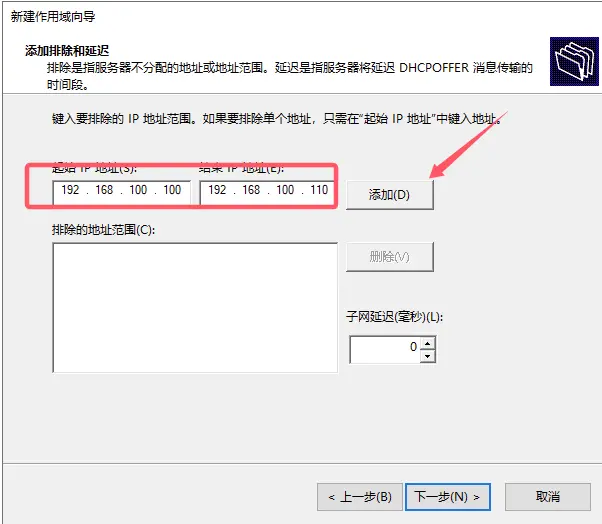 新建作用域向导
添加排除和延迟
排除是指服务器不分配的地址或地址范围。延迟是指服务器将延迟 DHCPOFFER 消息传输的
时间段。
键入要排除的 IP 地址范围。如果要排除单个地址，只需在"起始 IP 地址"中键入地址。
起始 IP 地址(S): 结束 IP 地址(E):
192 . 168 . 100 . 100 192 . 168 . 100 . 110 添加(D)
排除的地址范围(C):
删除(V)
子网延迟(毫秒)(L):
0
< 上一步(B) 下一步(N) > 取消